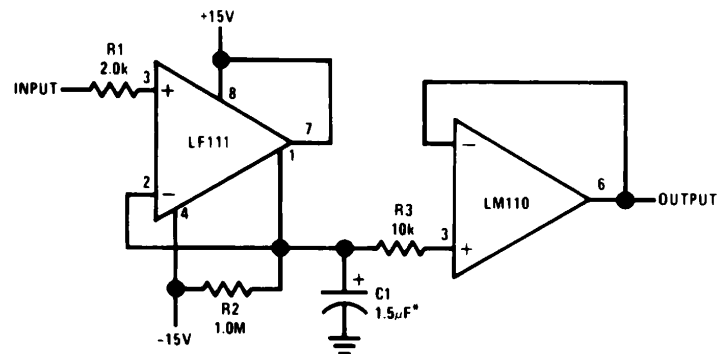 +15V
R1
2.0k
INPUT
3
+
8
LF111
7
1
2
−
4
R2
1.0M
-15V
+
C1
1.5μF*
R3
10k
3
+
−
LM110
6
OUTPUT